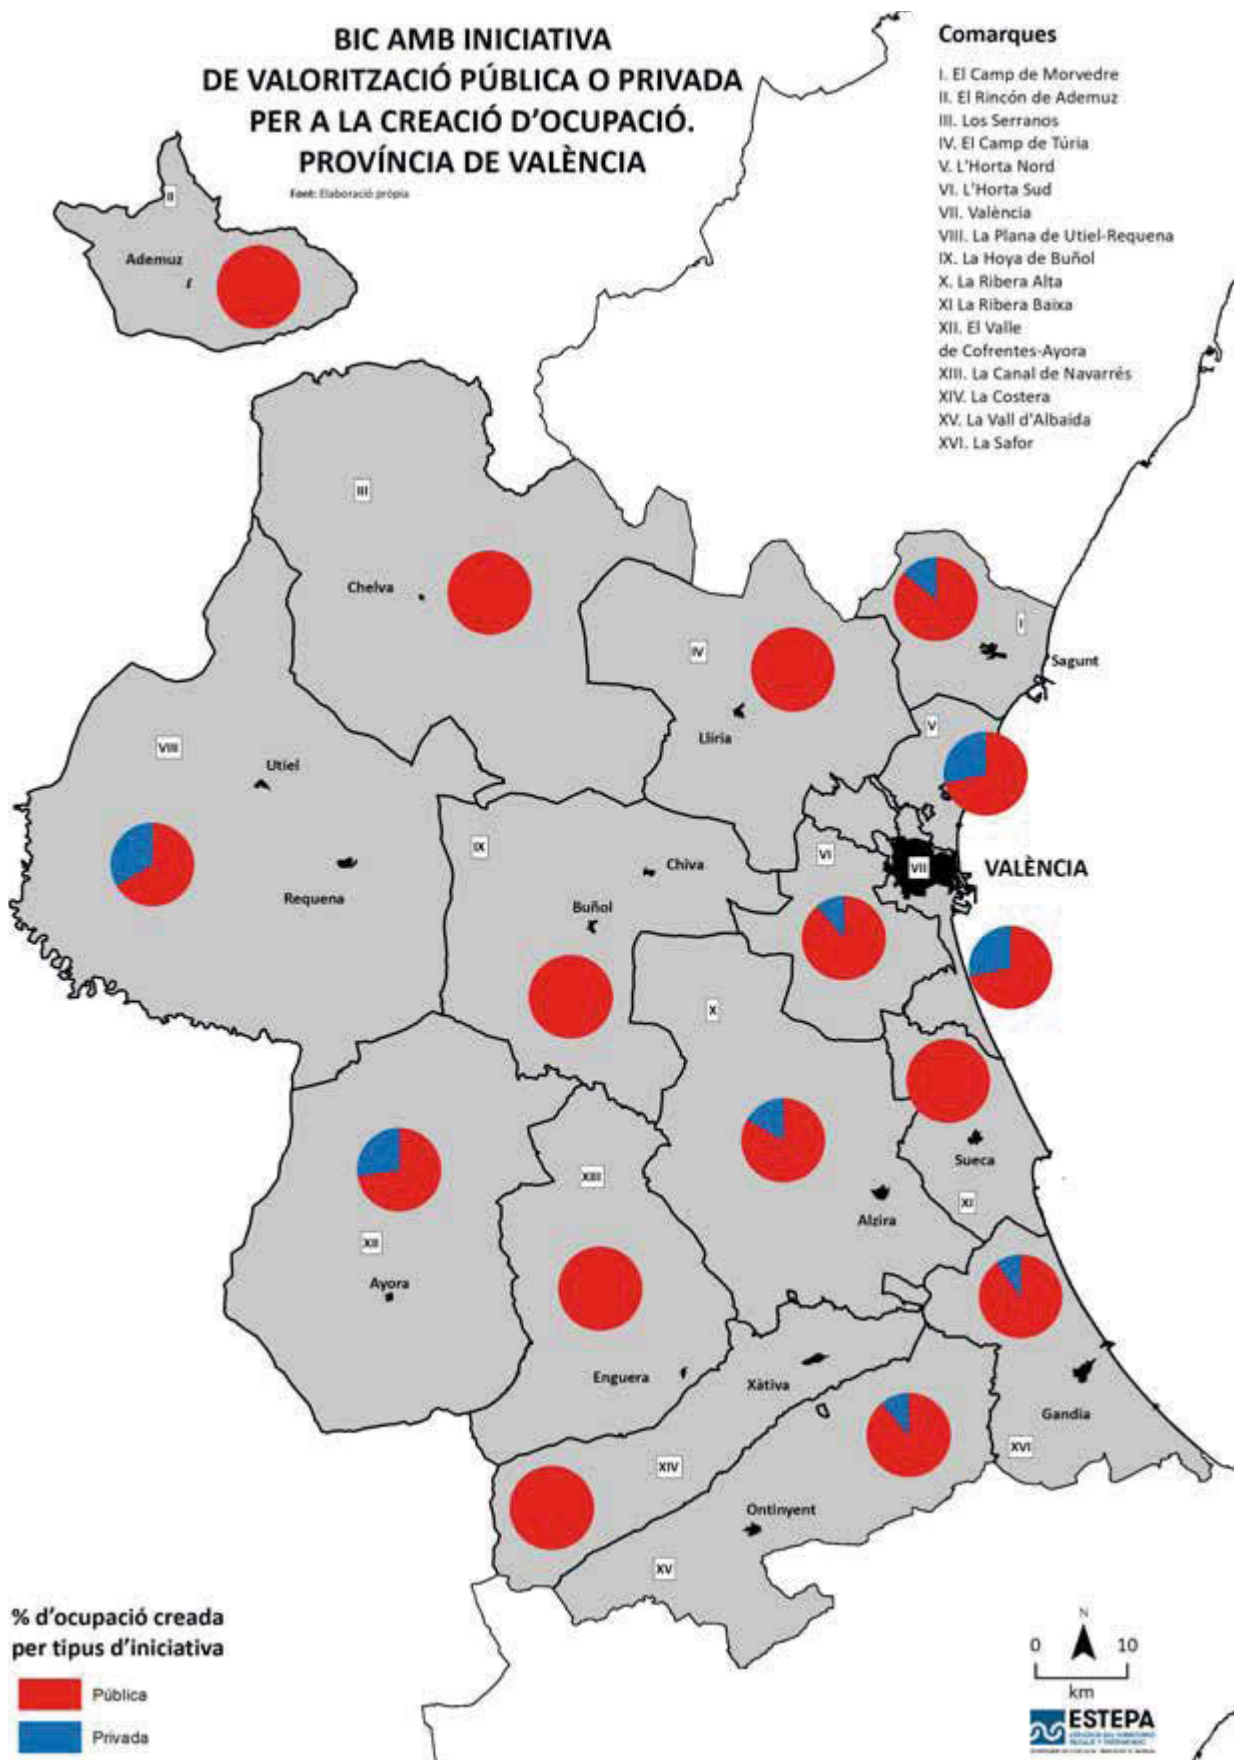 BIC AMB INICIATIVA
DE VALORITZACIÓ PÚBLICA O PRIVADA
PER A LA CREACIÓ D'OCUPACIÓ.
PROVÍNCIA DE VALÈNCIA
Font: Elaboració pròpia
Comarques
I. El Camp de Morvedre
II. El Rincón de Ademuz
III. Los Serranos
IV. El Camp de Túria
V. L'Horta Nord
VI. L'Horta Sud
VII. València
VIII. La Plana de Utiel-Requena
IX. La Hoya de Buñol
X. La Ribera Alta
XI La Ribera Baixa
XII. El Valle
de Cofrentes-Ayora
XIII. La Canal de Navarrés
XIV. La Costera
XV. La Vall d'Albaida
XVI. La Safor
II
Ademuz
III
Chelva
IV
Llíria
I
Sagunt
V
VIII
Utiel
Requena
IX
Chiva
Buñol
VI
VII
VALÈNCIA
X
Alzira
Sueca
XI
XII
Ayora
XIII
Enguera
Xàtiva
Gandia
XVI
XIV
Ontinyent
XV
% d'ocupació creada
per tipus d'iniciativa
Pública
Privada
N
0 10
km
ESTEPA